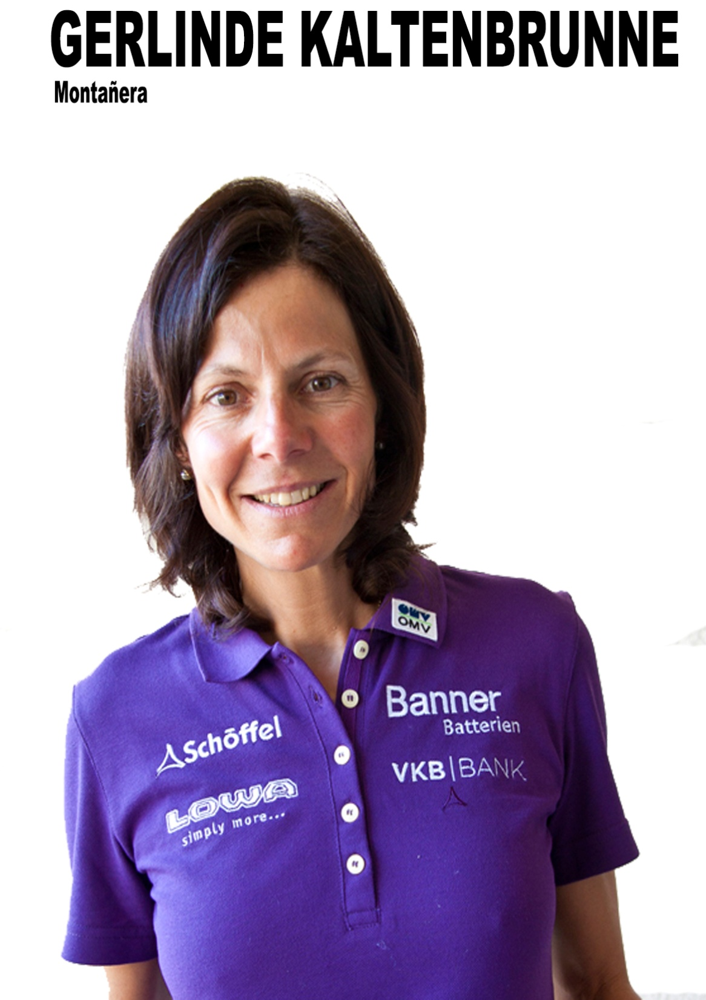 GERLINDE KALTENBRUNNE
Montañera
OMV
OMV
Banner
Batterien
Schöffel
VKB|BANK
LOWA
simply more...